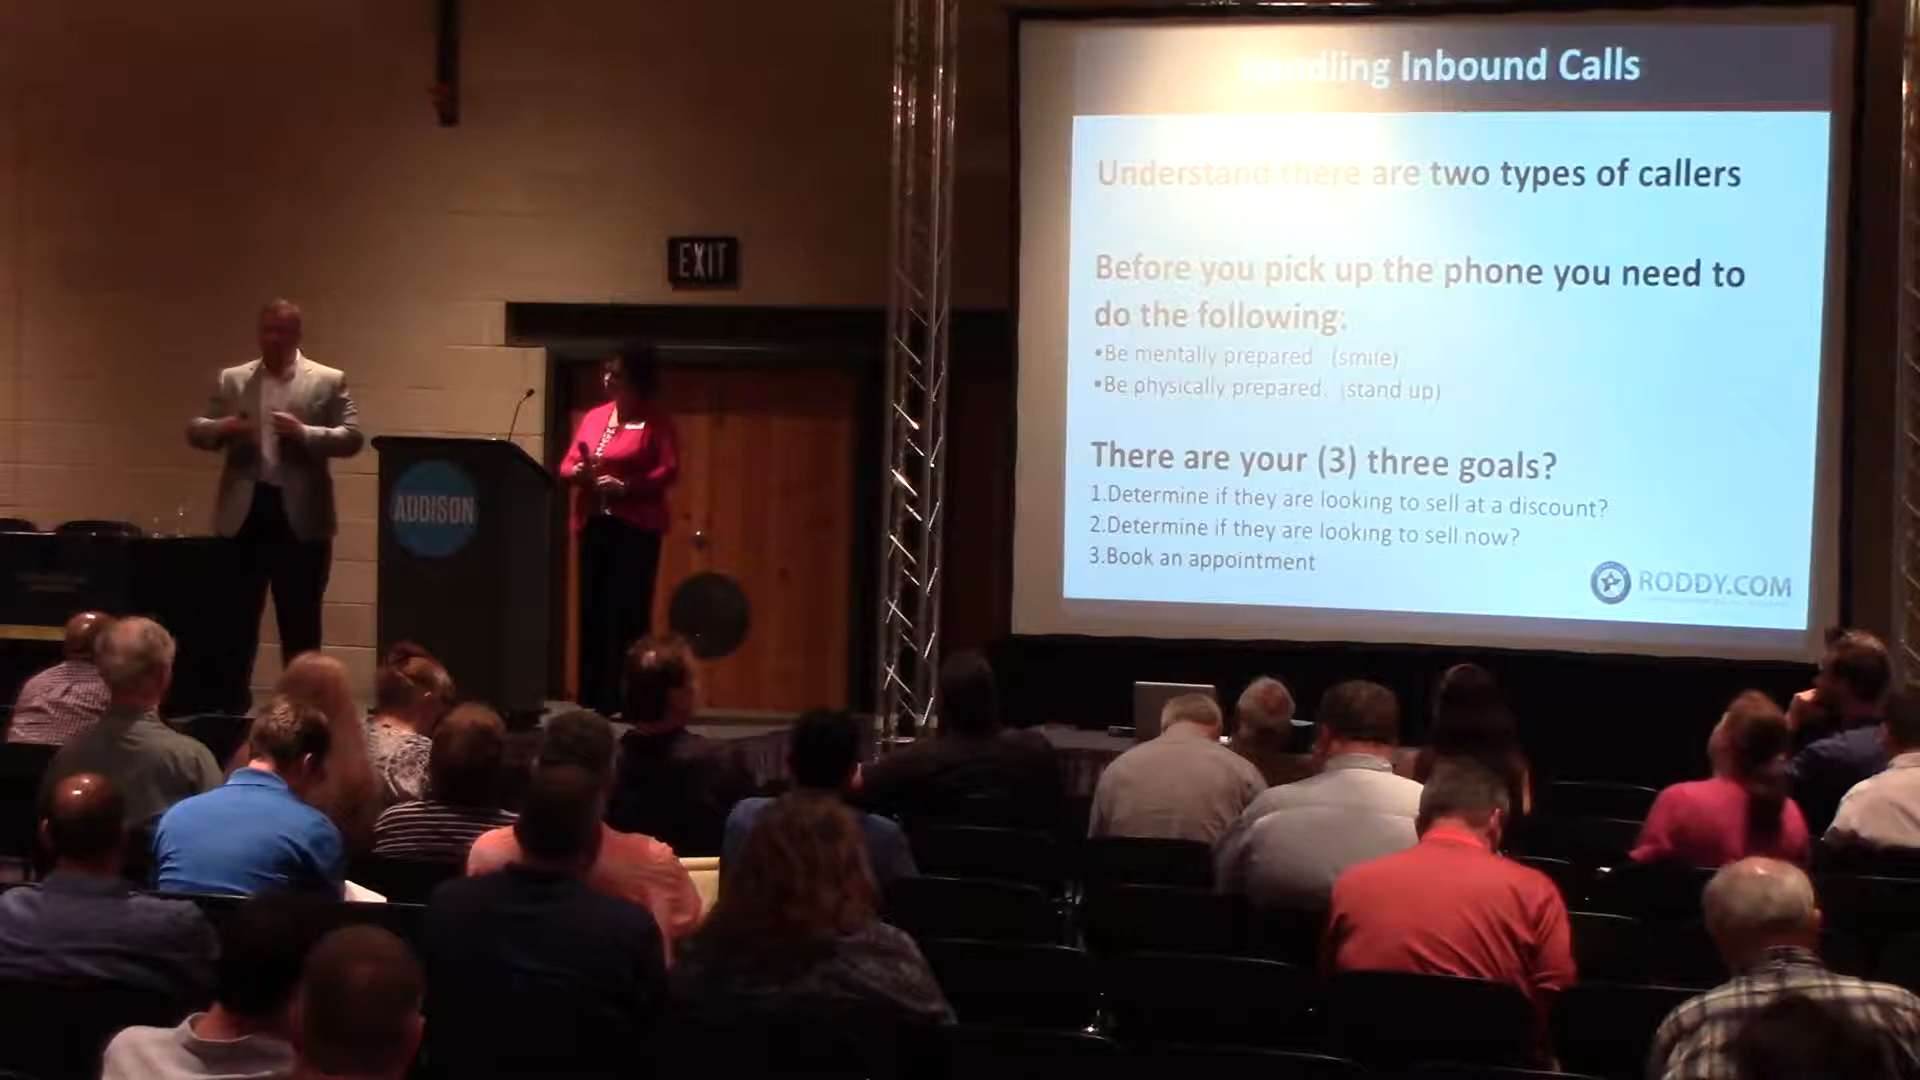 Handling Inbound Calls
Understand there are two types of callers
Before you pick up the phone you need to
do the following:
•Be mentally prepared. (smile)
•Be physically prepared. (stand up)
There are your (3) three goals?
1.Determine if they are looking to sell at a discount?
2.Determine if they are looking to sell now?
3.Book an appointment
RODDY.COM
EXIT
ADDISON